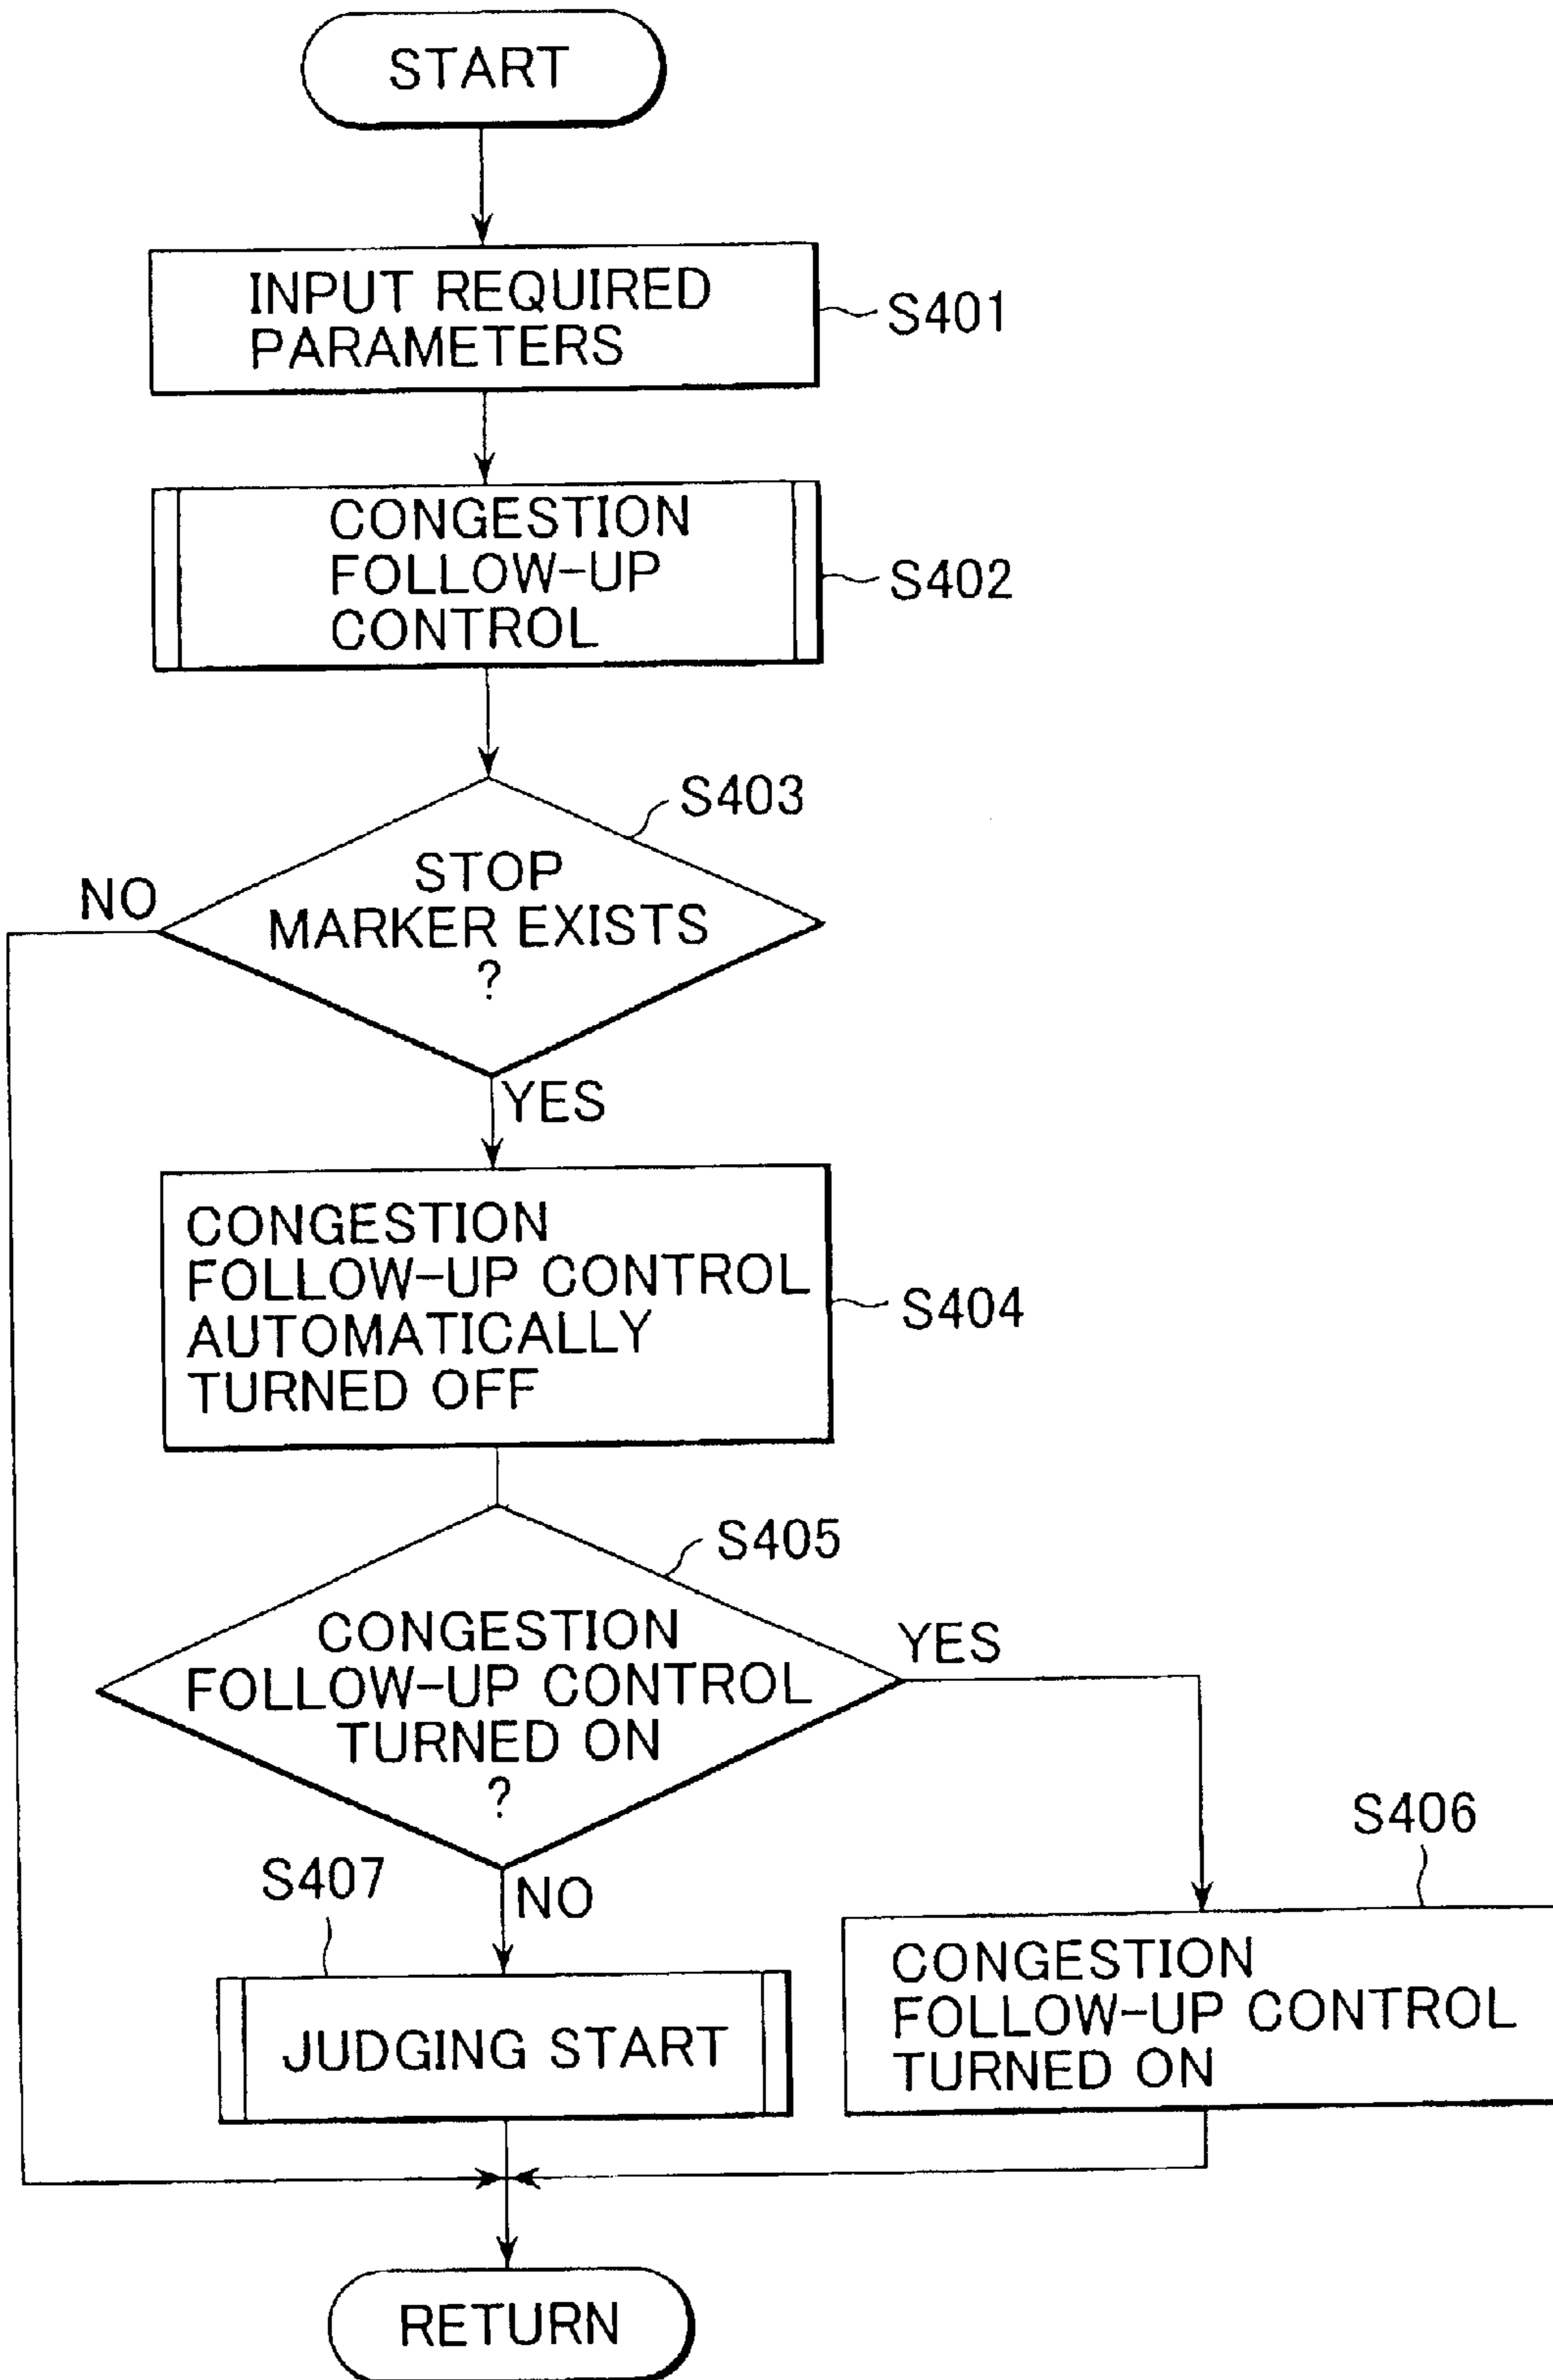 START
INPUT REQUIRED
PARAMETERS
S401
CONGESTION
FOLLOW-UP
CONTROL
S402
S403
STOP
MARKER EXISTS
?
NO
YES
CONGESTION
FOLLOW-UP CONTROL
AUTOMATICALLY
TURNED OFF
S404
S405
CONGESTION
FOLLOW-UP CONTROL
TURNED ON
?
YES
NO
S406
CONGESTION
FOLLOW-UP CONTROL
TURNED ON
S407
JUDGING START
RETURN